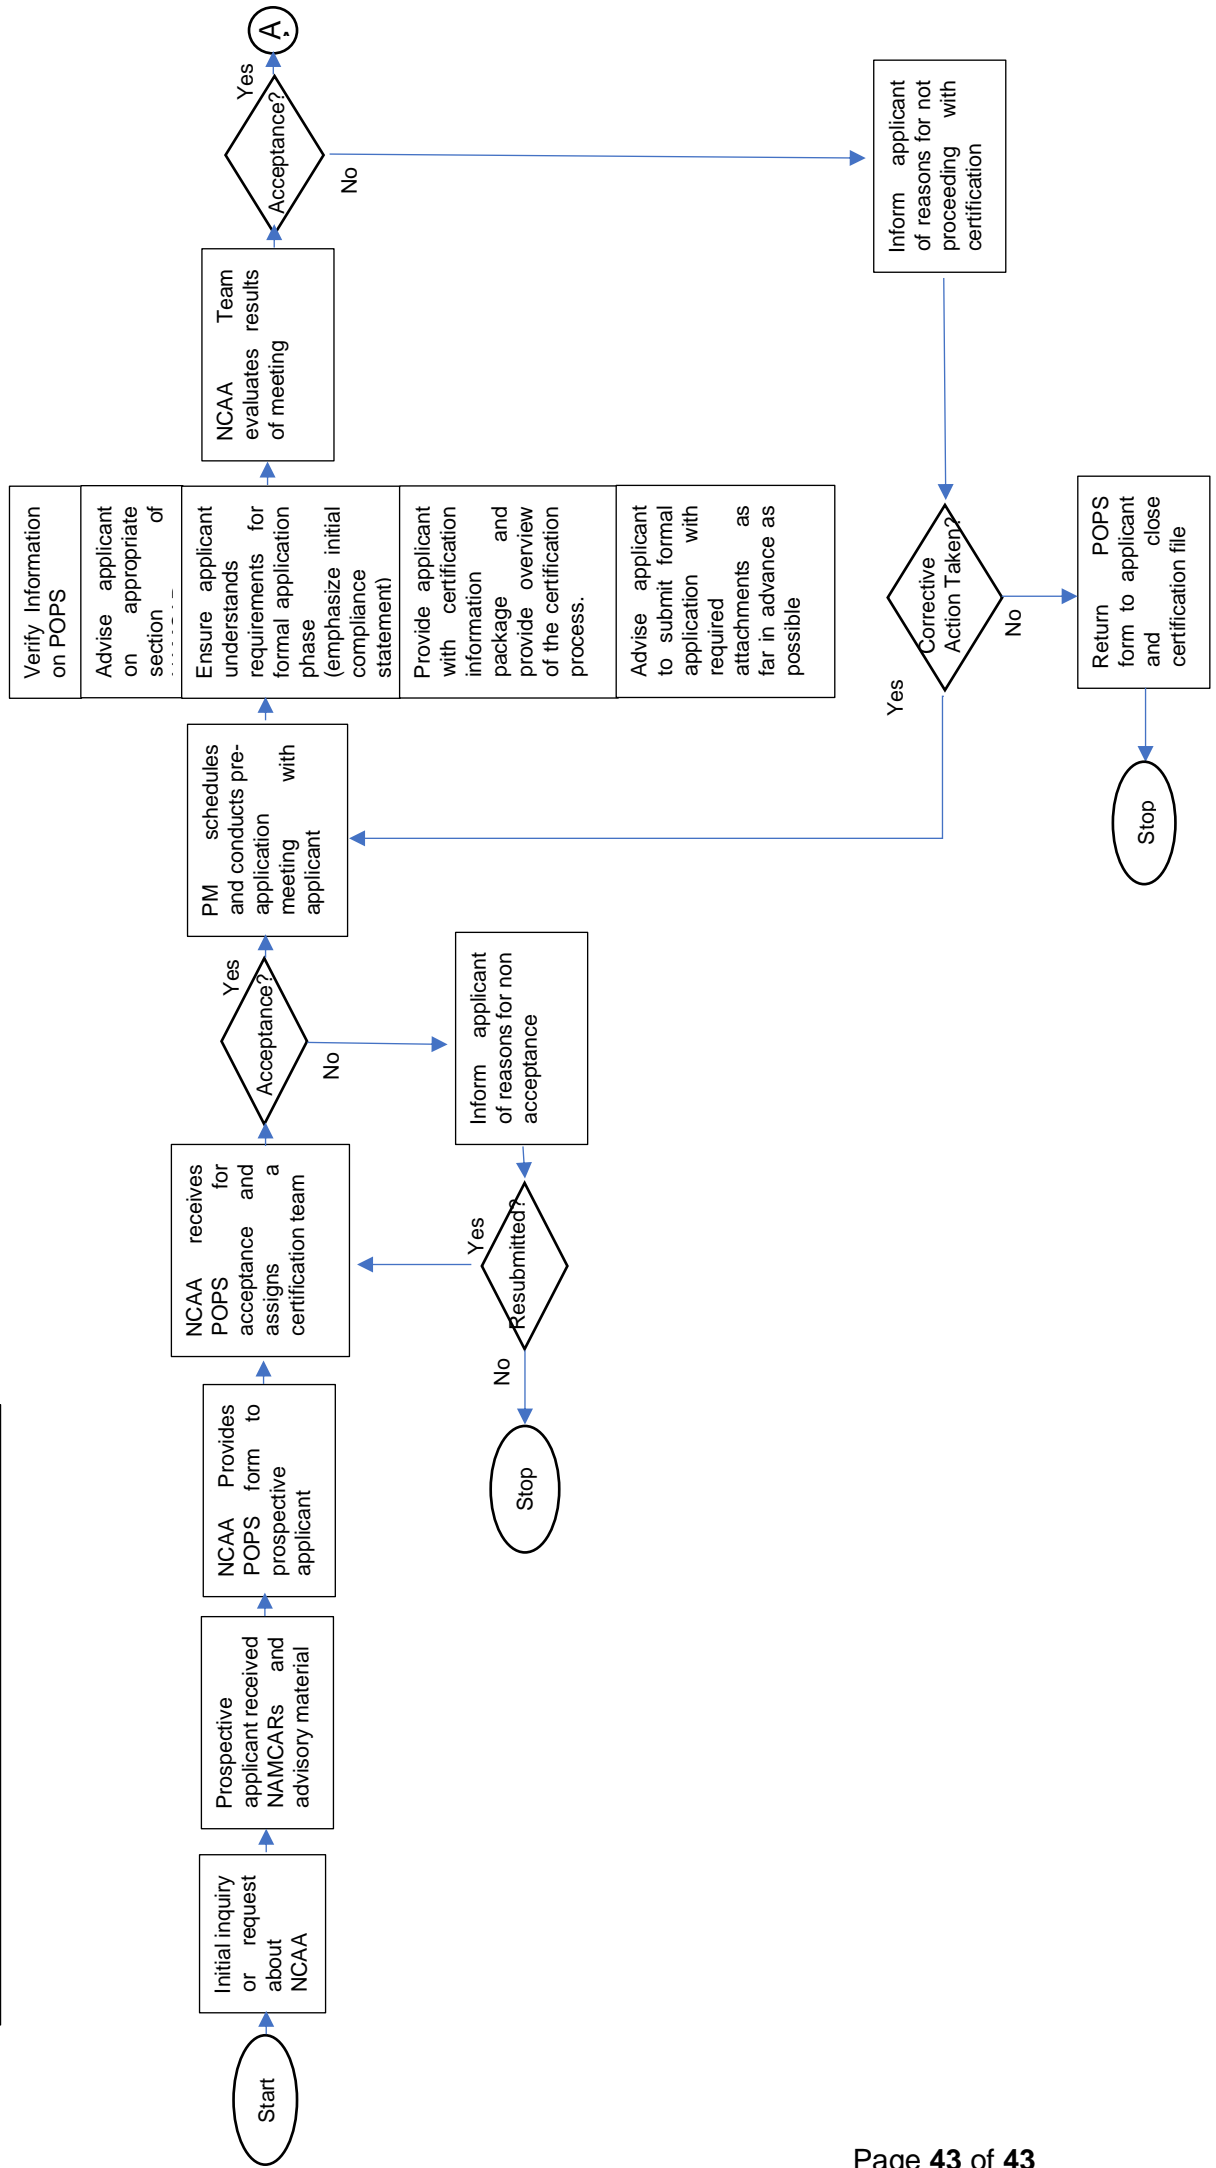 Start
Initial inquiry
or request
about
NCAA
Prospective
applicant received
NAMCARs and
advisory material
NCAA Provides
POPS form to
prospective
applicant
NCAA receives
POPS for
acceptance and
assigns a
certification team
Acceptance?
Yes
No
Inform applicant
of reasons for non
acceptance
Resubmitted?
Yes
No
Stop
PM schedules
and conducts pre-
application
meeting with
applicant
Verify Information
on POPS
Advise applicant
on appropriate
section of
Ensure applicant
understands
requirements for
formal application
phase
(emphasize initial
compliance
statement)
Provide applicant
with certification
information
package and
provide overview
of the certification
process.
Advise applicant
to submit formal
application with
required
attachments as
far in advance as
possible
NCAA Team
evaluates results
of meeting
Acceptance?
Yes
A
No
Inform applicant
of reasons for not
proceeding with
certification
Corrective
Action Taken?
Yes
No
Return POPS
form to applicant
and close
certification file
Stop
Page 43 of 43